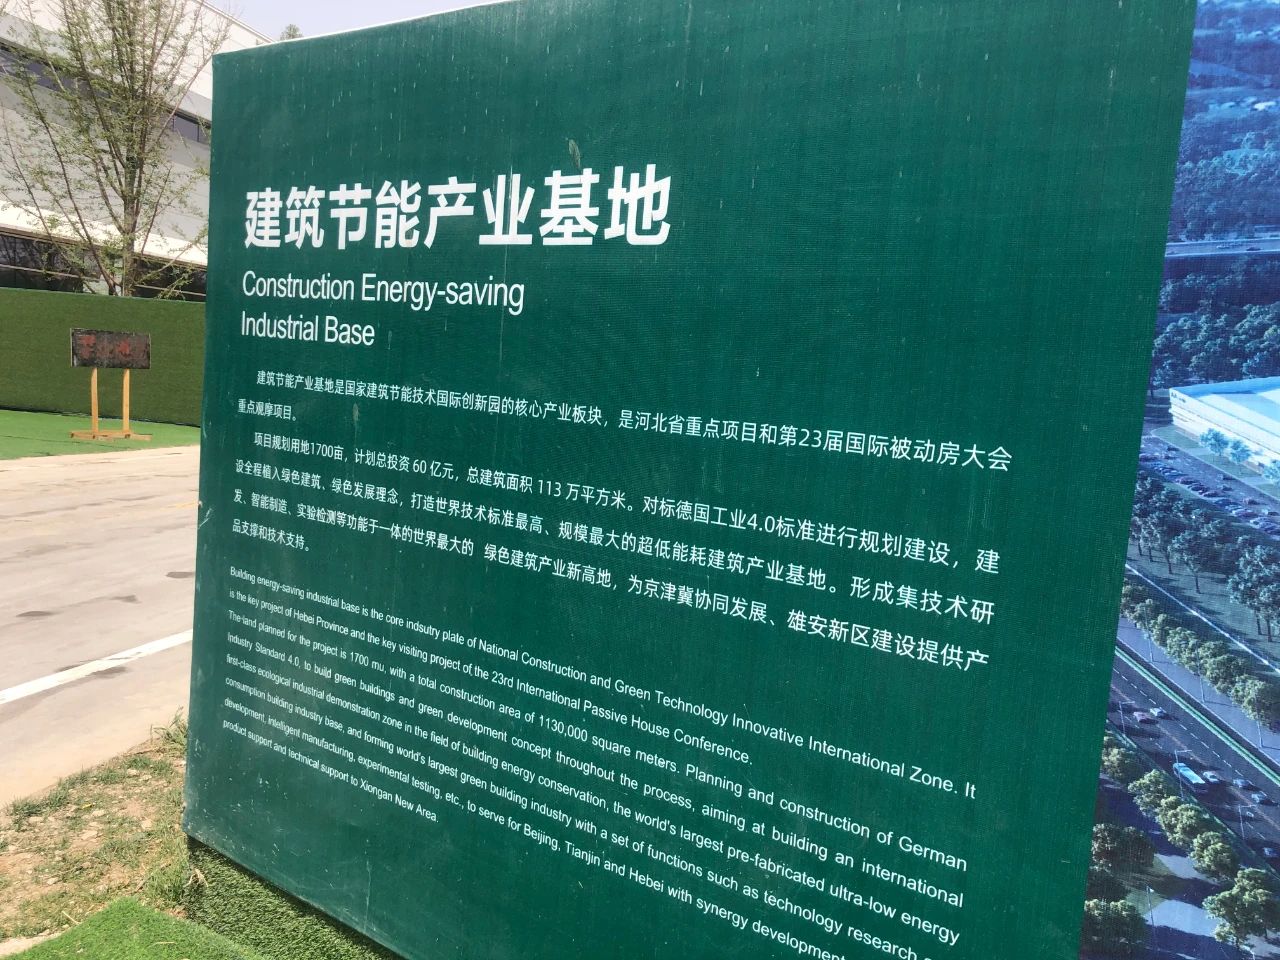 建筑节能产业基地
Construction Energy-saving
Industrial Base
建筑节能产业基地是国家建筑节能技术国际创新园的核心产业板块，是河北省重点项目和第23届国际被动房大会
重点观摩项目。
项目规划用地1700亩，计划总投资 60 亿元，总建筑面积 113 万平方米。对标德国工业4.0标准进行规划建设，建
设全程植入绿色建筑、绿色发展理念，打造世界技术标准最高、规模最大的超低能耗建筑产业基地。形成集技术研
发、智能制造、实验检测等功能于一体的世界最大的 绿色建筑产业新高地，为京津冀协同发展、雄安新区建设提供产
品支撑和技术支持。
Building energy-saving industrial base is the core indsutry plate of National Construction and Green Technology Innovative International Zone. It
is the key project of Hebei Province and the key visiting project of the 23rd International Passive House Conference.
The land planned for the project is 1700 mu, with a total construction area of 1130,000 square meters. Planning and construction of German
Industry Standard 4.0, to build green buildings and green development concept throughout the process, aiming at building an international
first-class ecological industrial demonstration zone in the field of building energy conservation, the world's largest pre-fabricated ultra-low energy
consumption building industry base, and forming world's largest green building industry with a set of functions such as technology research
development, intelligent manufacturing, experimental testing, etc., to serve for Beijing, Tianjin and Hebei with synergy development
product support and technical support to Xiongan New Area.